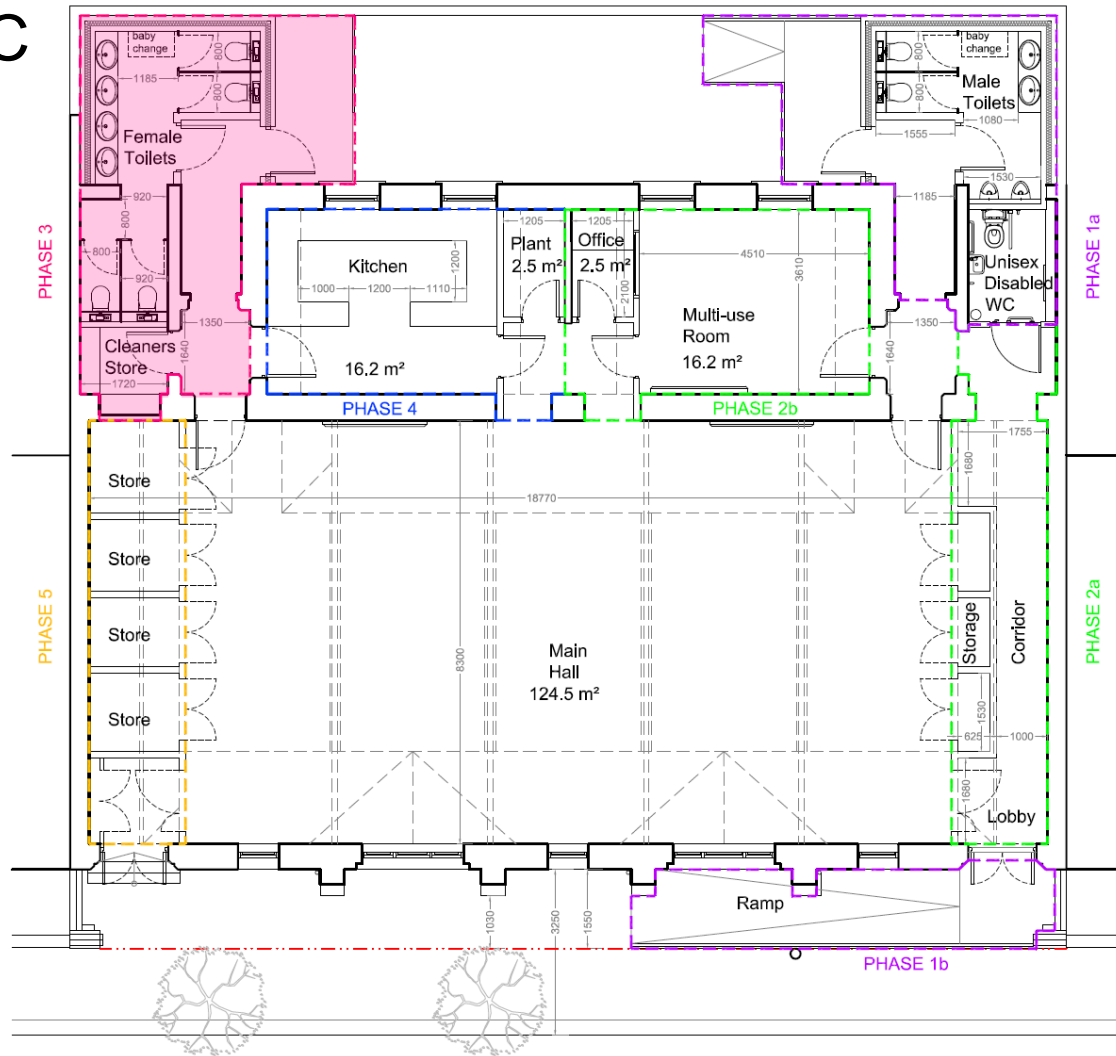 C
baby
change
800
1185
800
Female
Toilets
920
800
800
920
Cleaners
Store
1720
1350
1640
PHASE 3
baby
change
800
800
Male
Toilets
1080
1555
1530
1185
Unisex
Disabled
WC
PHASE 1a
1350
1640
Kitchen
1200
1000
1200
1110
16.2 m²
PHASE 4
1205
Plant
2.5 m²
1205
Office
2.5 m²
2100
4510
3610
Multi-use
Room
16.2 m²
PHASE 2b
Store
Store
Store
Store
PHASE 5
18770
8300
Main
Hall
124.5 m²
1755
1680
Storage
Corridor
1530
625
1000
1680
Lobby
PHASE 2a
1030
3250
1550
Ramp
PHASE 1b